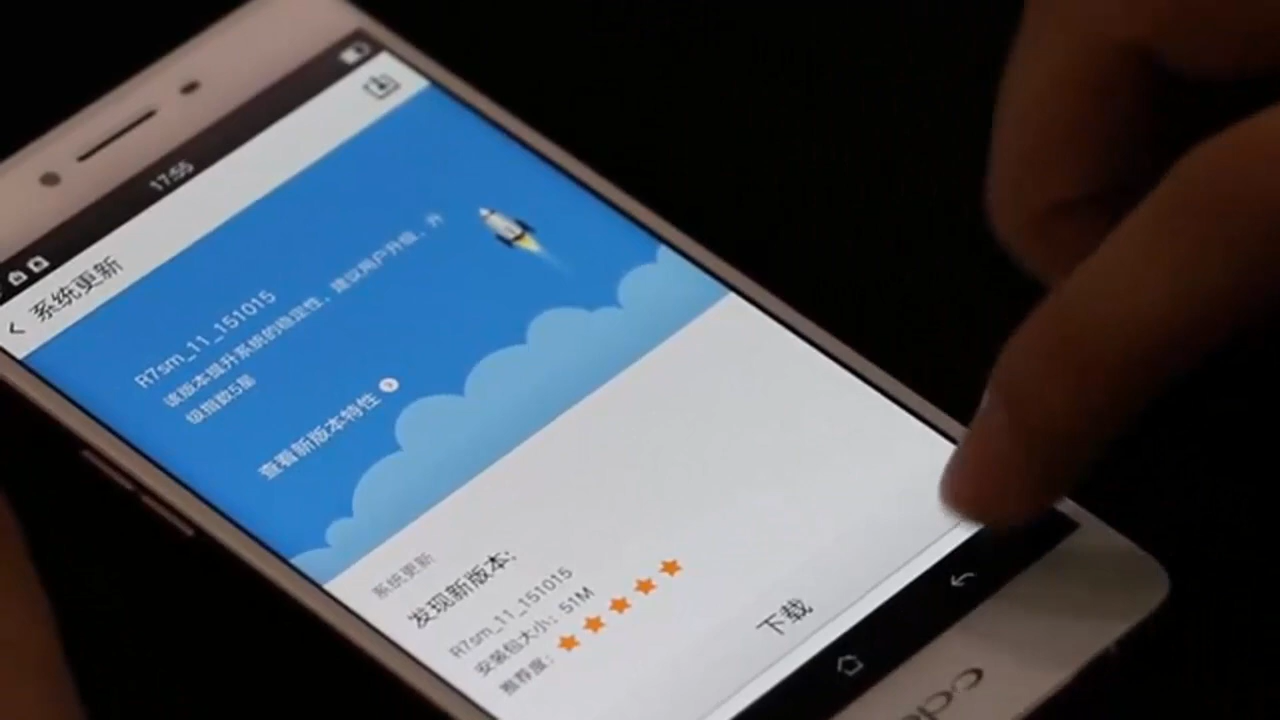 17:55
系统更新
R7sm_11_151015
该版本提升系统的稳定性，建议用户升级，升
级指数5星
查看新版本特性
系统更新
发现新版本:
R7sm_11_151015
安装包大小: 51M
推荐度:
下载
oppo